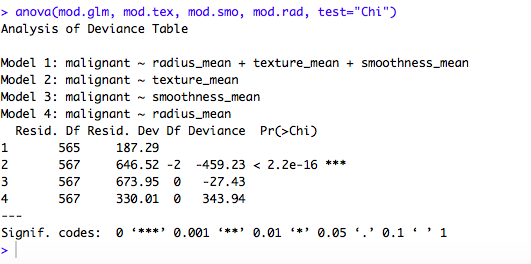 > anova(mod.glm, mod.tex, mod.smo, mod.rad, test="Chi")
Analysis of Deviance Table

Model 1: malignant ~ radius_mean + texture_mean + smoothness_mean
Model 2: malignant ~ texture_mean
Model 3: malignant ~ smoothness_mean
Model 4: malignant ~ radius_mean
  Resid. Df Resid. Dev Df Deviance  Pr(>Chi)
1       565     187.29
2       567     646.52 -2  -459.23 < 2.2e-16 ***
3       567     673.95  0   -27.43
4       567     330.01  0   343.94
---
Signif. codes:  0 ‘***’ 0.001 ‘**’ 0.01 ‘*’ 0.05 ‘.’ 0.1 ‘ ’ 1
>